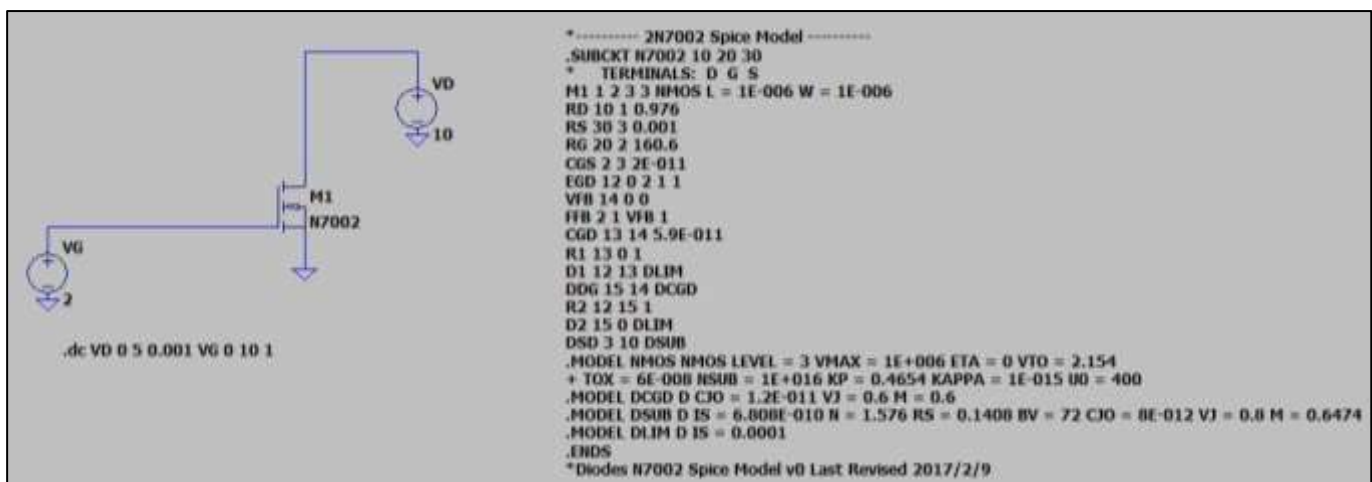 VD
10
M1
N7002
VG
2
.dc VD 0 5 0.001 VG 0 10 1
*---------- 2N7002 Spice Model ----------
.SUBCKT N7002 10 20 30
* TERMINALS: D G S
M1 1 2 3 3 NMOS L = 1E-006 W = 1E-006
RD 10 1 0.976
RS 30 3 0.001
RG 20 2 160.6
CGS 2 3 2E-011
EGD 12 0 2 1 1
VFB 14 0 0
FFB 2 1 VFB 1
CGD 13 14 5.9E-011
R1 13 0 1
D1 12 13 DLIM
DDG 15 14 DCGD
R2 12 15 1
D2 15 0 DLIM
DSD 3 10 DSUB
.MODEL NMOS NMOS LEVEL = 3 VMAX = 1E+006 ETA = 0 VTO = 2.154
+ TOX = 6E-008 NSUB = 1E+016 KP = 0.4654 KAPPA = 1E-015 U0 = 400
.MODEL DCGD D CJO = 1.2E-011 VJ = 0.6 M = 0.6
.MODEL DSUB D IS = 6.808E-010 N = 1.576 RS = 0.1408 BV = 72 CJO = 8E-012 VJ = 0.8 M = 0.6474
.MODEL DLIM D IS = 0.0001
.ENDS
*Diodes N7002 Spice Model v0 Last Revised 2017/2/9